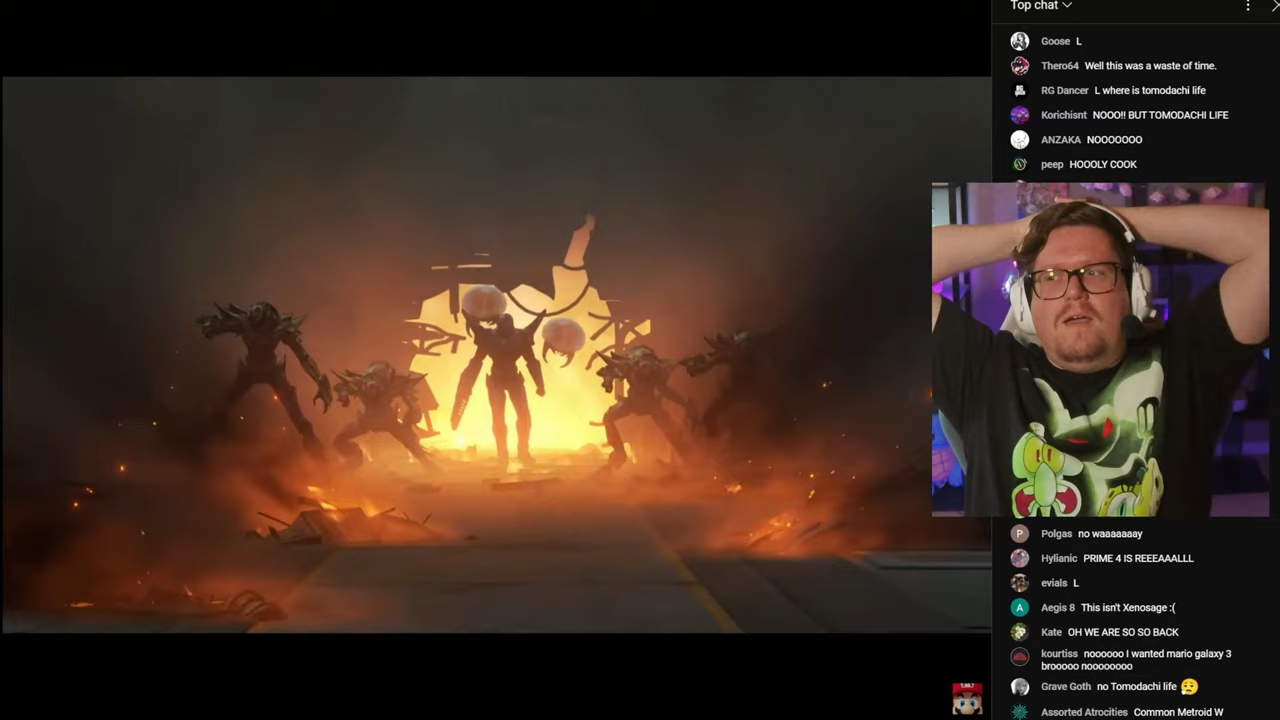 Top chat
Goose L
Thero64 Well this was a waste of time.
RG Dancer L where is tomodachi life
Korichisnt NOOO!! BUT TOMODACHI LIFE
ANZAKA NOOOOOOO
peep HOOOLY COOK
P Polgas no waaaaaaay
Hylianic PRIME 4 IS REEEAAALLL
evials L
A Aegis 8 This isn't Xenosage :(
Kate OH WE ARE SO SO BACK
kourtiss noooooo I wanted mario galaxy 3
brooooo noooooooo
Grave Goth no Tomodachi life 😮‍💨
Assorted Atrocities Common Metroid W